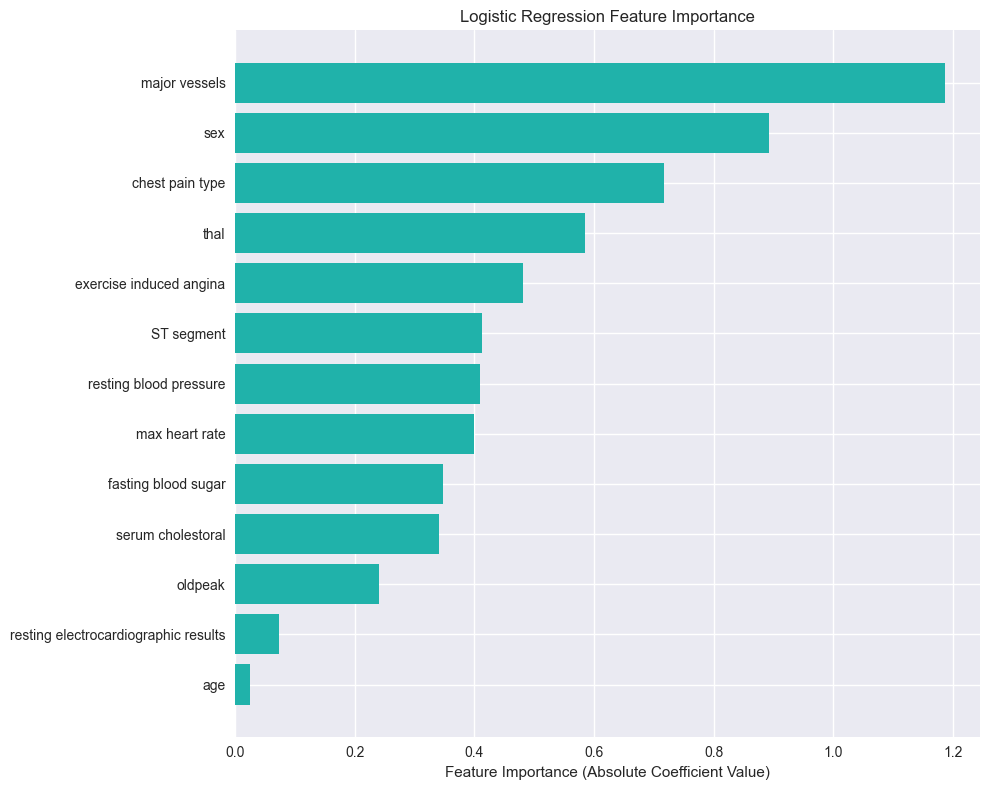 Logistic Regression Feature Importance
major vessels
sex
chest pain type
thal
exercise induced angina
ST segment
resting blood pressure
max heart rate
fasting blood sugar
serum cholestoral
oldpeak
resting electrocardiographic results
age
0.0 0.2 0.4 0.6 0.8 1.0 1.2
Feature Importance (Absolute Coefficient Value)